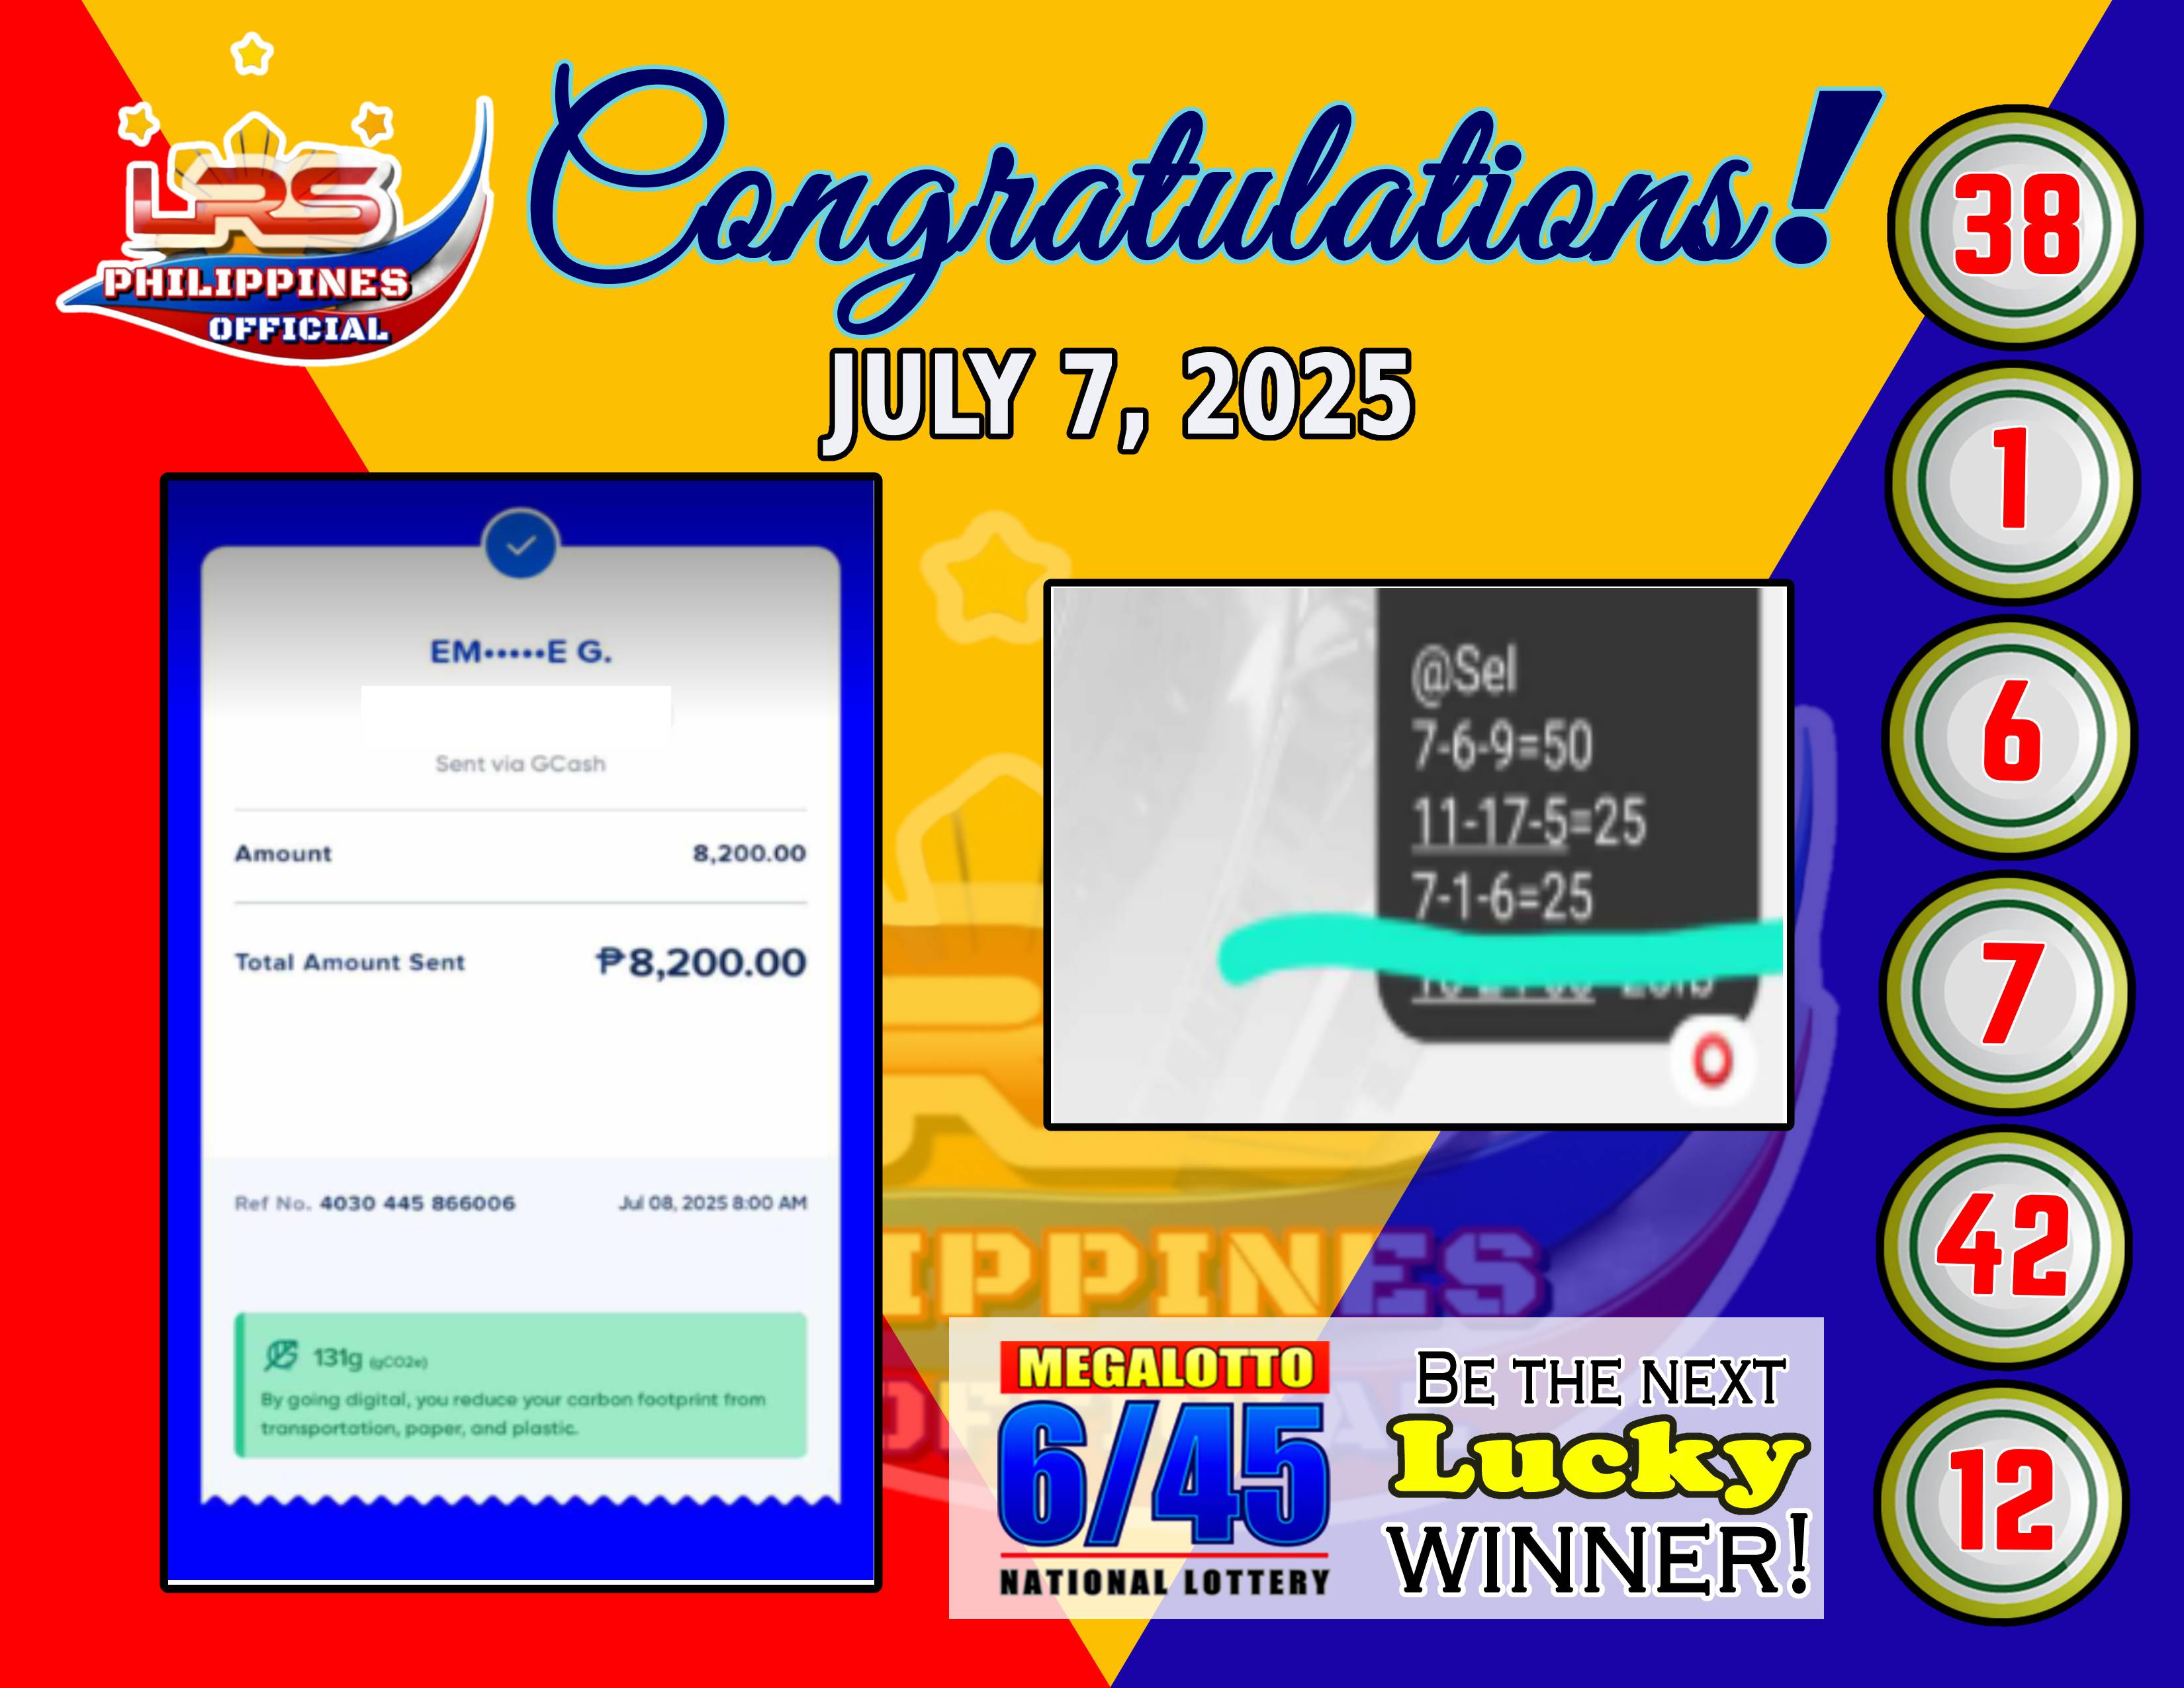 LRS
PHILIPPINES
OFFICIAL
Congratulations!
JULY 7, 2025
EM•••••E G.
Sent via GCash
Amount 8,200.00
Total Amount Sent ₱8,200.00
Ref No. 4030 445 866006 Jul 08, 2025 8:00 AM
131g (gCO2e)
By going digital, you reduce your carbon footprint from
transportation, paper, and plastic.
@Sel
7-6-9=50
11-17-5=25
7-1-6=25
IPPINES
MEGALOTTO
6/45
NATIONAL LOTTERY
BE THE NEXT
Lucky
WINNER!
38
1
6
7
42
12